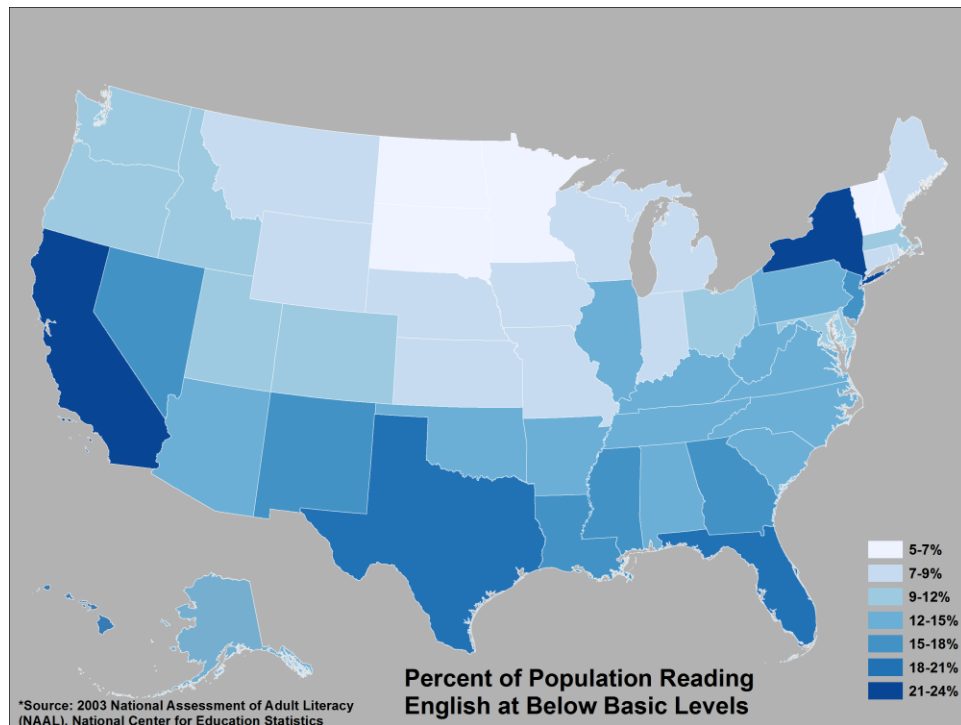 5-7%
7-9%
9-12%
12-15%
15-18%
18-21%
21-24%
Percent of Population Reading
English at Below Basic Levels
*Source: 2003 National Assessment of Adult Literacy
(NAAL), National Center for Education Statistics